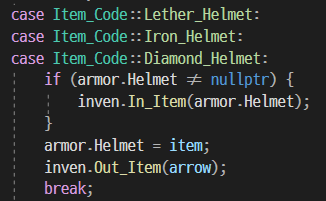 case Item_Code::Lether_Helmet:
case Item_Code::Iron_Helmet:
case Item_Code::Diamond_Helmet:
if (armor.Helmet ≠ nullptr) {
inven.In_Item(armor.Helmet);
}
armor.Helmet = item;
inven.Out_Item(arrow);
break;